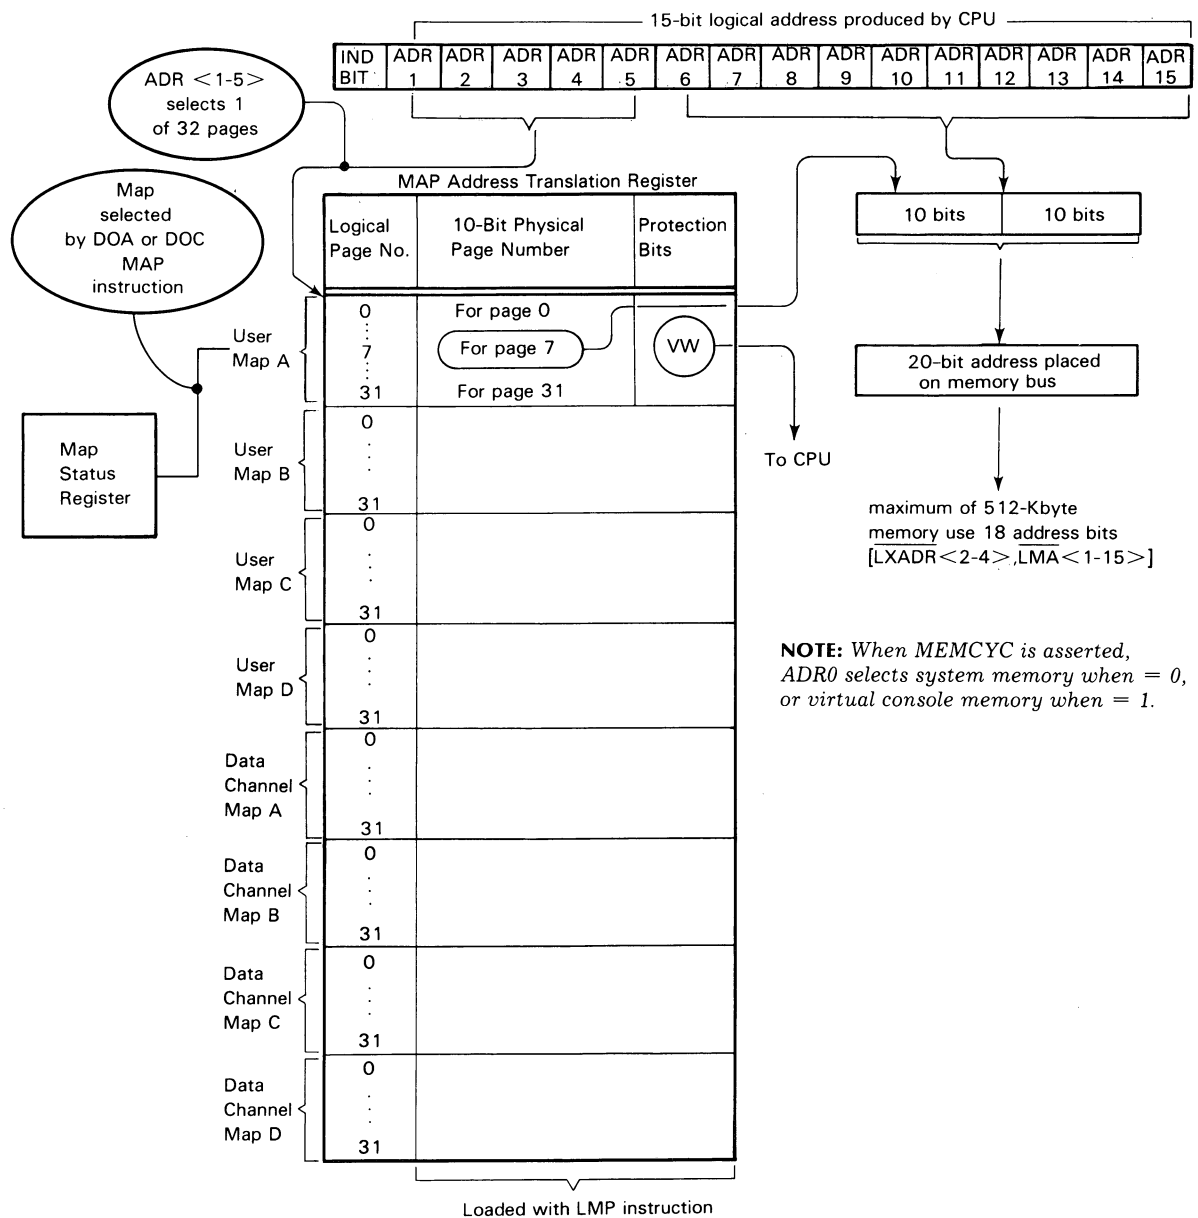 15-bit logical address produced by CPU
IND BIT
ADR 1
ADR 2
ADR 3
ADR 4
ADR 5
ADR 6
ADR 7
ADR 8
ADR 9
ADR 10
ADR 11
ADR 12
ADR 13
ADR 14
ADR 15
ADR <1-5>
selects 1
of 32 pages
Map
selected
by DOA or DOC
MAP
instruction
MAP Address Translation Register
Logical
Page No.
10-Bit Physical
Page Number
Protection
Bits
10 bits
10 bits
User
Map A
0
7
31
For page 0
For page 7
For page 31
VW
To CPU
20-bit address placed
on memory bus
maximum of 512-Kbyte
memory use 18 address bits
[LXADR<2-4>,LMA<1-15>]
Map
Status
Register
User
Map B
0
31
User
Map C
0
31
User
Map D
0
31
NOTE: When MEMCYC is asserted,
ADR0 selects system memory when = 0,
or virtual console memory when = 1.
Data
Channel
Map A
0
31
Data
Channel
Map B
0
31
Data
Channel
Map C
0
31
Data
Channel
Map D
0
31
Loaded with LMP instruction